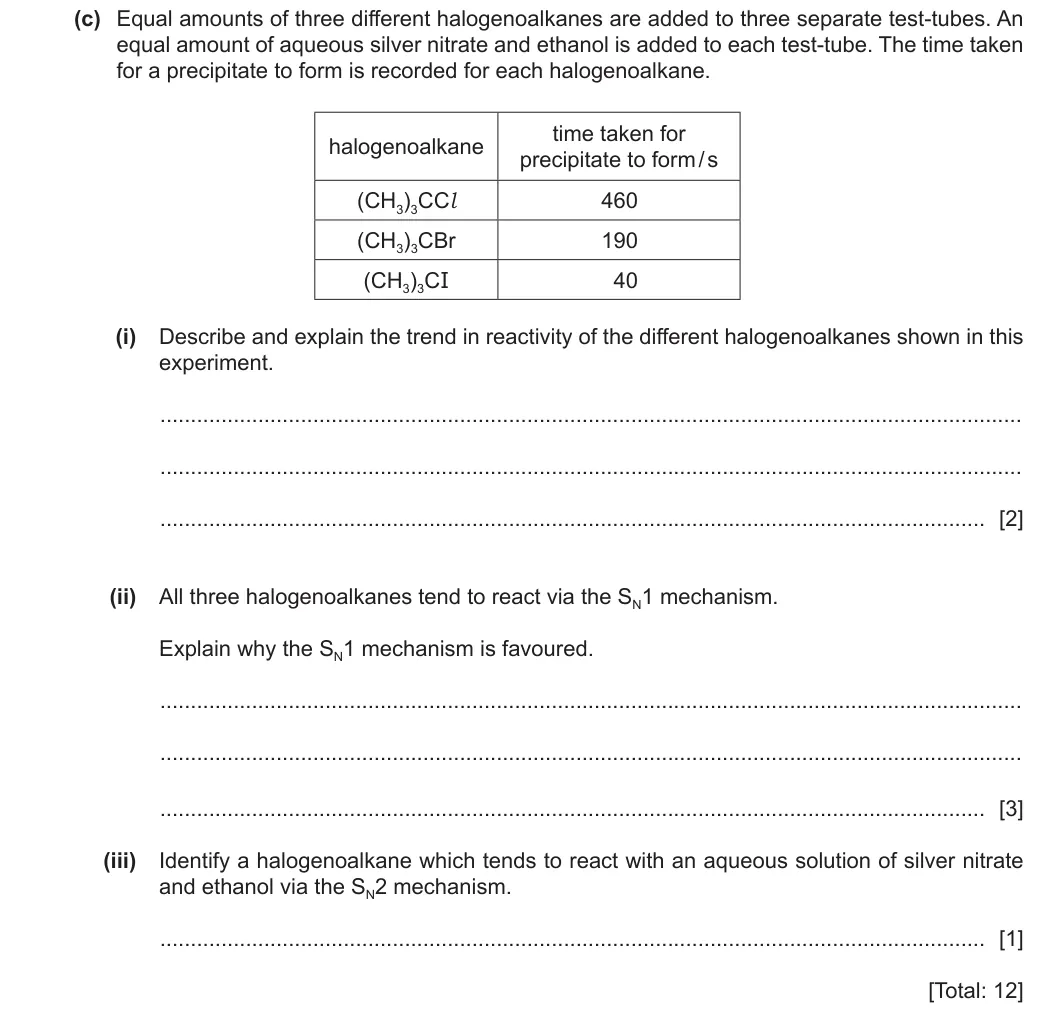 (c) Equal amounts of three different halogenoalkanes are added to three separate test-tubes. An
equal amount of aqueous silver nitrate and ethanol is added to each test-tube. The time taken
for a precipitate to form is recorded for each halogenoalkane.
halogenoalkane
time taken for
precipitate to form / s
(CH₃)₃CCl 460
(CH₃)₃CBr 190
(CH₃)₃CI 40
(i) Describe and explain the trend in reactivity of the different halogenoalkanes shown in this
experiment.
[2]
(ii) All three halogenoalkanes tend to react via the S_N1 mechanism.
Explain why the S_N1 mechanism is favoured.
[3]
(iii) Identify a halogenoalkane which tends to react with an aqueous solution of silver nitrate
and ethanol via the S_N2 mechanism.
[1]
[Total: 12]